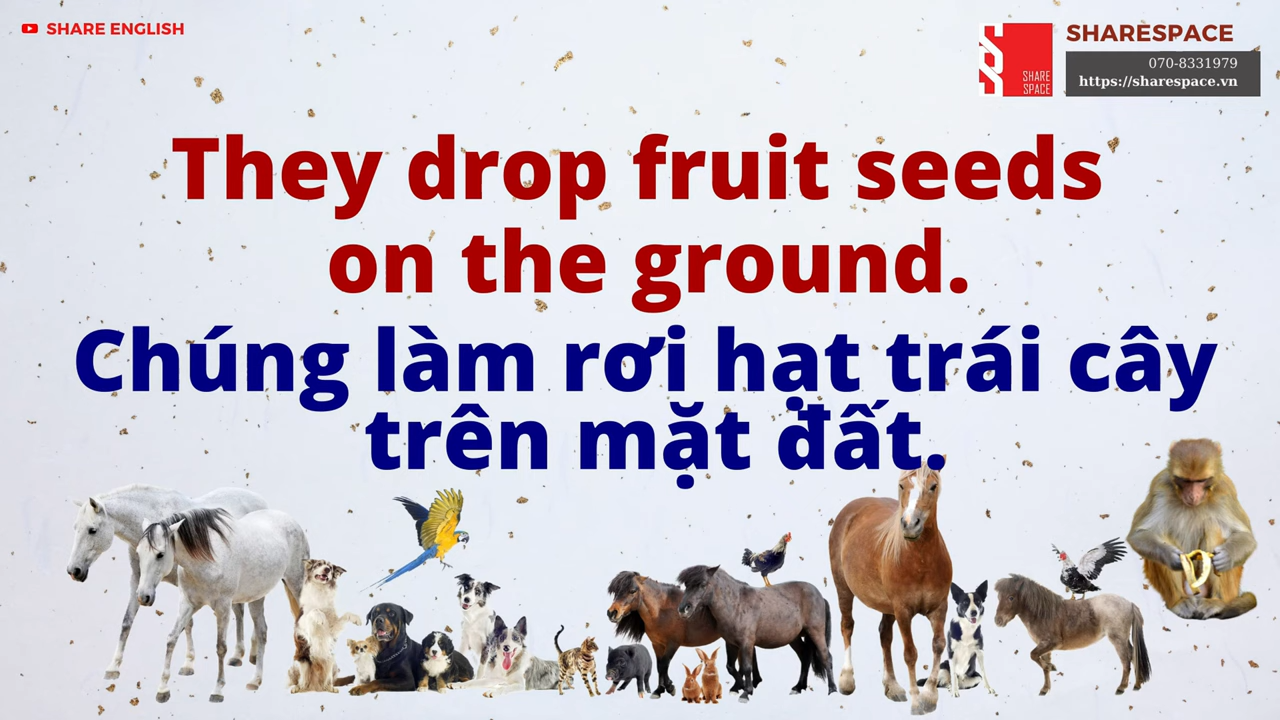 SHARE ENGLISH
SHARESPACE
070-8331979
https://sharespace.vn
SHARE
SPACE
They drop fruit seeds
on the ground.
Chúng làm rơi hạt trái cây
trên mặt đất.